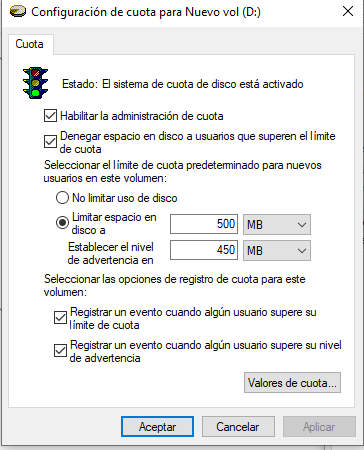 Configuración de cuota para Nuevo vol (D:)
Cuota
Estado: El sistema de cuota de disco está activado
Habilitar la administración de cuota
Denegar espacio en disco a usuarios que superen el límite
de cuota
Seleccionar el límite de cuota predeterminado para nuevos
usuarios en este volumen:
No limitar uso de disco
Limitar espacio en
disco a
500
MB
Establecer el nivel
de advertencia en
450
MB
Seleccionar las opciones de registro de cuota para este
volumen:
Registrar un evento cuando algún usuario supere su
límite de cuota
Registrar un evento cuando algún usuario supere su nivel
de advertencia
Valores de cuota...
Aceptar
Cancelar
Aplicar